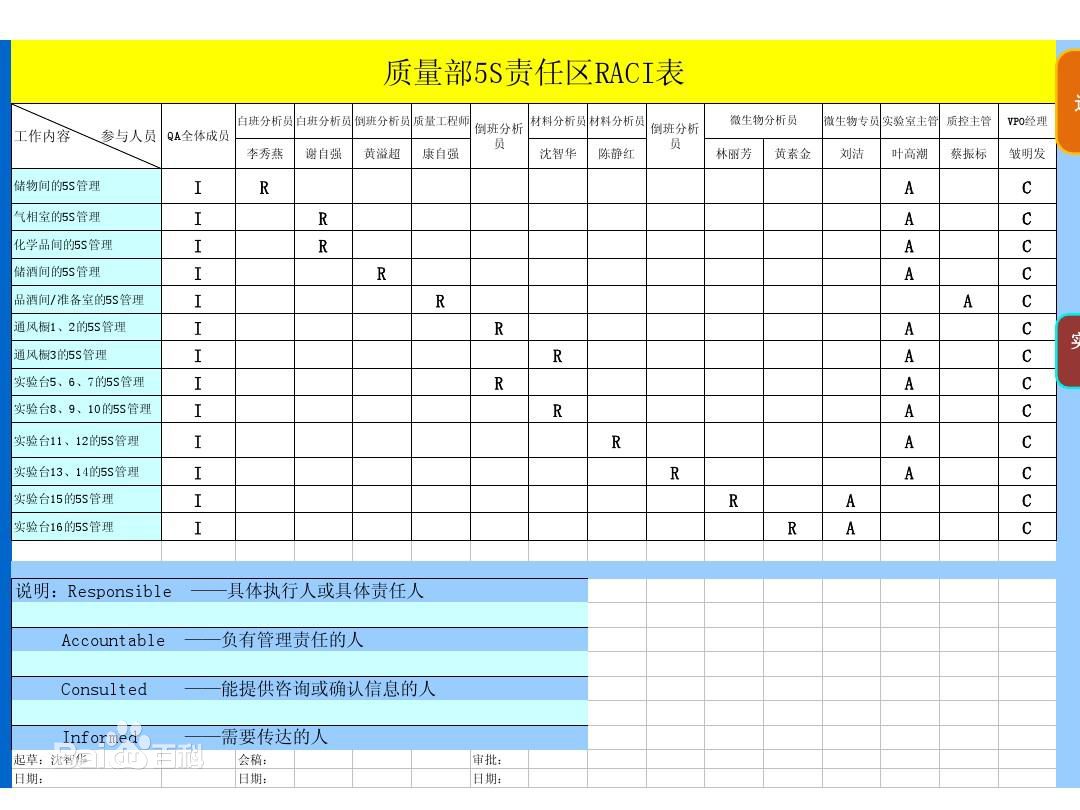 质量部5S责任区RACI表
工作内容 参与人员 QA全体成员 白班分析员 白班分析员 倒班分析员 质量工程师 倒班分析员 材料分析员 材料分析员 倒班分析员 微生物分析员 微生物专员 实验室主管 质控主管 VPO经理
李秀燕 谢自强 黄溢超 康自强 沈智华 陈静红 林丽芳 黄素金 刘洁 叶高潮 蔡振标 邹明发
储物间的5S管理 I R A C
气相室的5S管理 I R A C
化学品间的5S管理 I R A C
储酒间的5S管理 I R A C
品酒间/准备室的5S管理 I R A C
通风橱1、2的5S管理 I R A C
通风橱3的5S管理 I R A C
实验台5、6、7的5S管理 I R A C
实验台8、9、10的5S管理 I R A C
实验台11、12的5S管理 I R A C
实验台13、14的5S管理 I R A C
实验台15的5S管理 I R A C
实验台16的5S管理 I R A C
说明：Responsible ——具体执行人或具体责任人
Accountable ——负有管理责任的人
Consulted ——能提供咨询或确认信息的人
Informed ——需要传达的人
起草：沈智华 会稿： 审批：
日期： 日期： 日期：
Baidu百科